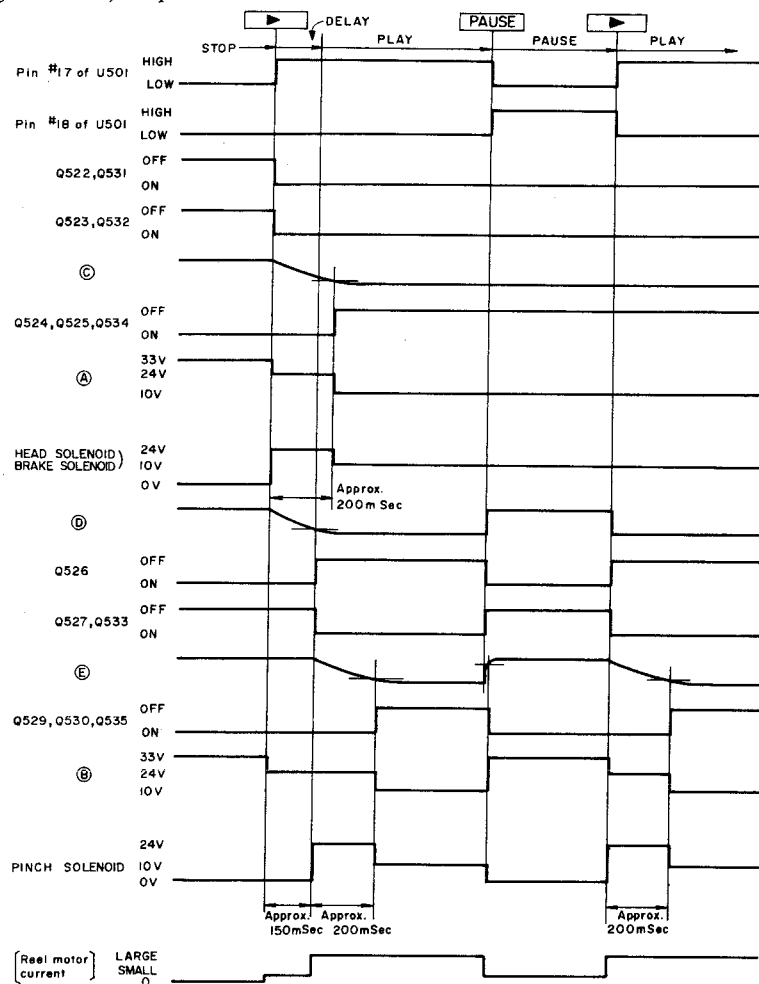 DELAY
PAUSE
STOP
PLAY
PAUSE
PLAY
Pin #17 of U501
HIGH
LOW
Pin #18 of U501
HIGH
LOW
Q522,Q531
OFF
ON
Q523,Q532
OFF
ON
C
Q524,Q525,Q534
OFF
ON
A
33V
24V
10V
HEAD SOLENOID
BRAKE SOLENOID)
24V
10V
0V
Approx.
200mSec
D
Q526
OFF
ON
Q527,Q533
OFF
ON
E
Q529,Q530,Q535
OFF
ON
B
33V
24V
10V
PINCH SOLENOID
24V
10V
0V
Approx.
150mSec
Approx.
200mSec
Approx.
200mSec
[Reel motor
current]
LARGE
SMALL
0